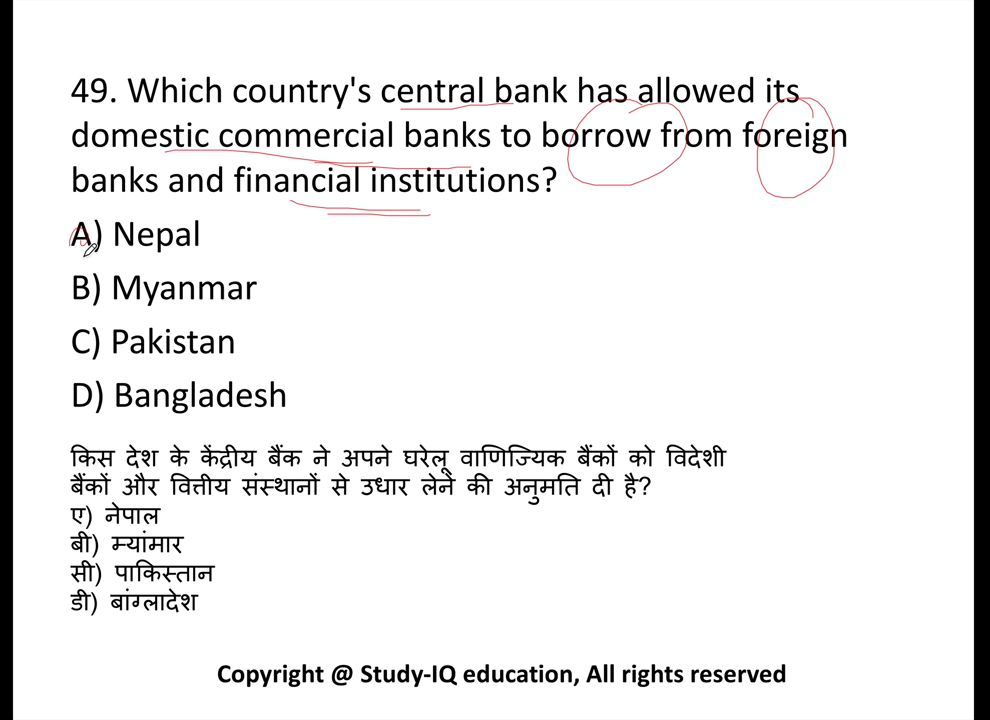 49. Which country's central bank has allowed its
domestic commercial banks to borrow from foreign
banks and financial institutions?
A) Nepal
B) Myanmar
C) Pakistan
D) Bangladesh
किस देश के केंद्रीय बैंक ने अपने घरेलू वाणिज्यिक बैंकों को विदेशी
बैंकों और वित्तीय संस्थानों से उधार लेने की अनुमति दी है?
ए) नेपाल
बी) म्यांमार
सी) पाकिस्तान
डी) बांग्लादेश
Copyright @ Study-IQ education, All rights reserved